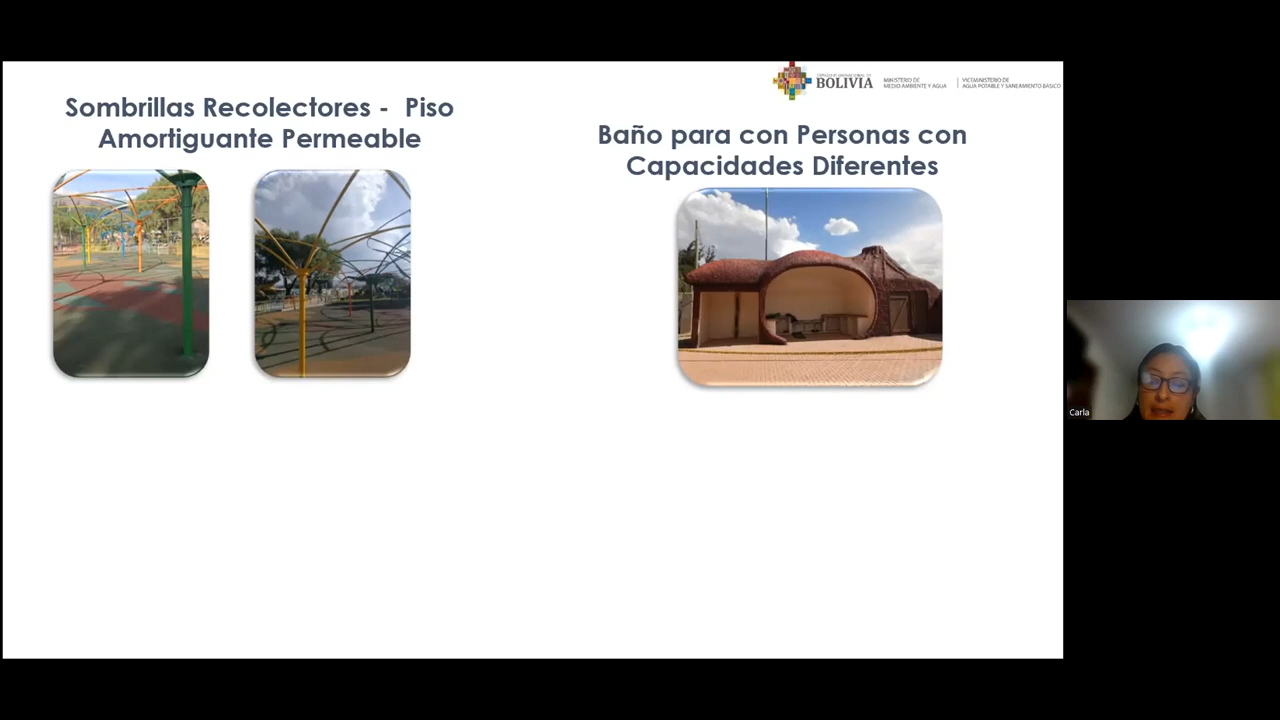 Sombrillas Recolectores - Piso
Amortiguante Permeable
BOLIVIA
MINISTERIO DE
MEDIO AMBIENTE Y AGUA
VICEMINISTERIO DE
AGUA POTABLE Y SANEAMIENTO BÁSICO
Baño para con Personas con
Capacidades Diferentes
Carla